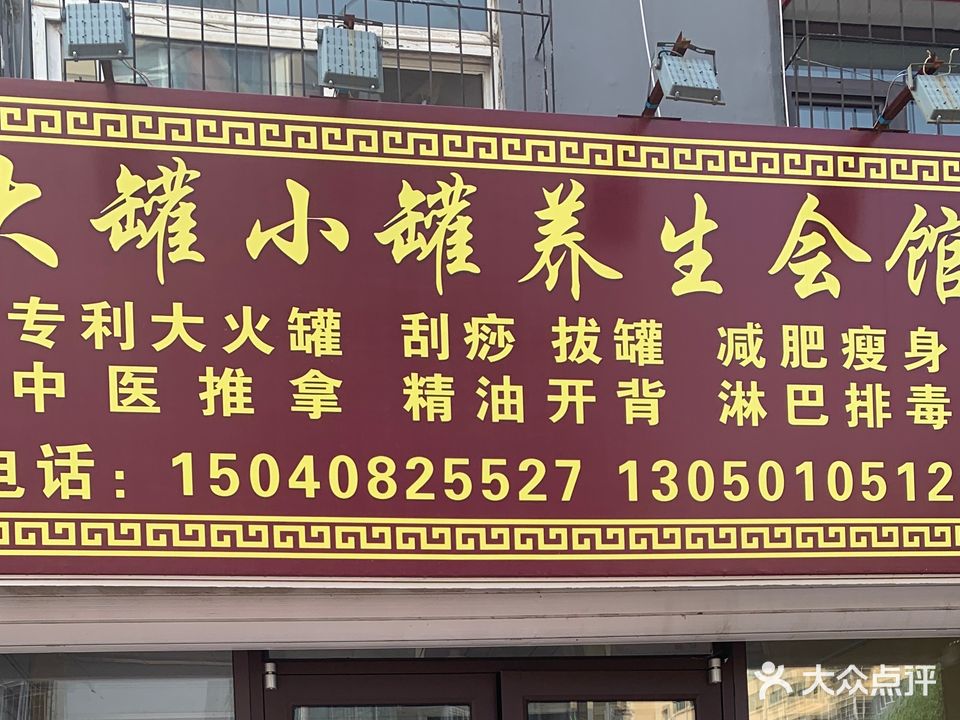 大罐小罐养生会馆
专利大火罐 刮痧 拔罐 减肥瘦身
中医推拿 精油开背 淋巴排毒
电话：15040825527 1305010512
大众点评